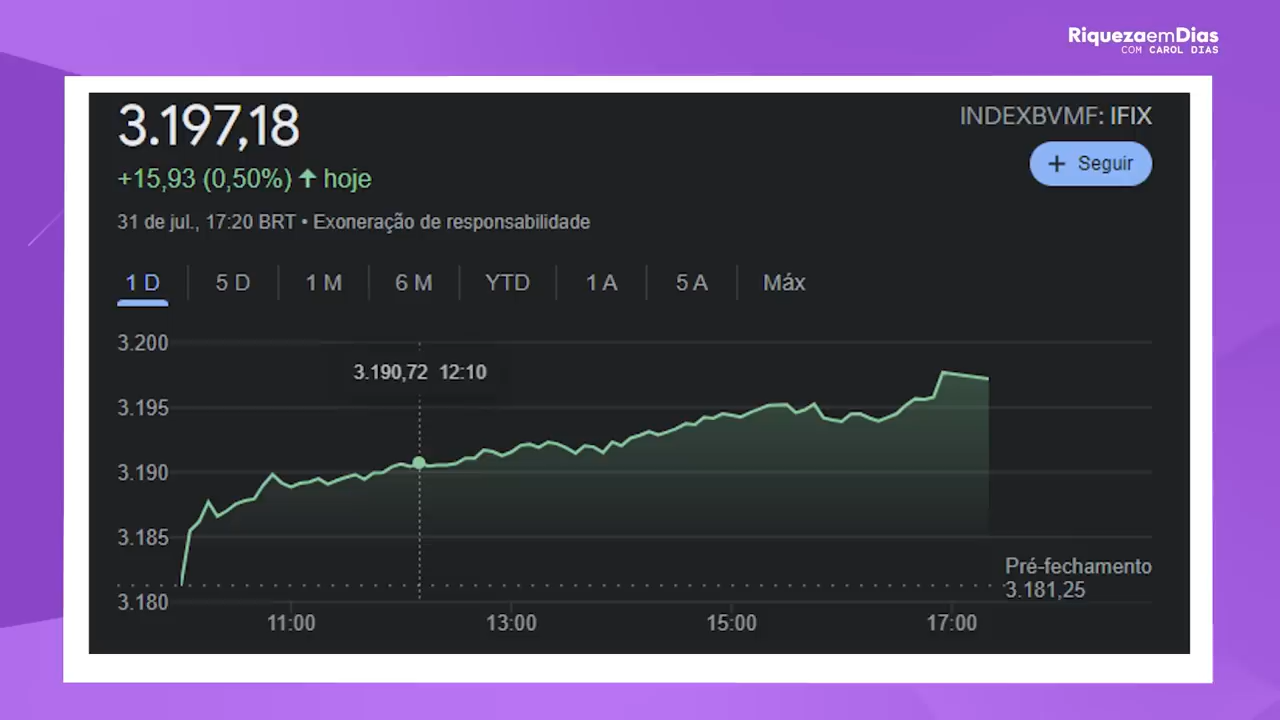 RiquezaemDias
COM CAROL DIAS
3.197,18
INDEXBVMF: IFIX
+ Seguir
+15,93 (0,50%) ↑ hoje
31 de jul., 17:20 BRT • Exoneração de responsabilidade
1 D 5 D 1 M 6 M YTD 1 A 5 A Máx
3.200
3.190,72 12:10
3.195
3.190
3.185
Pré-fechamento
3.181,25
3.180
11:00 13:00 15:00 17:00